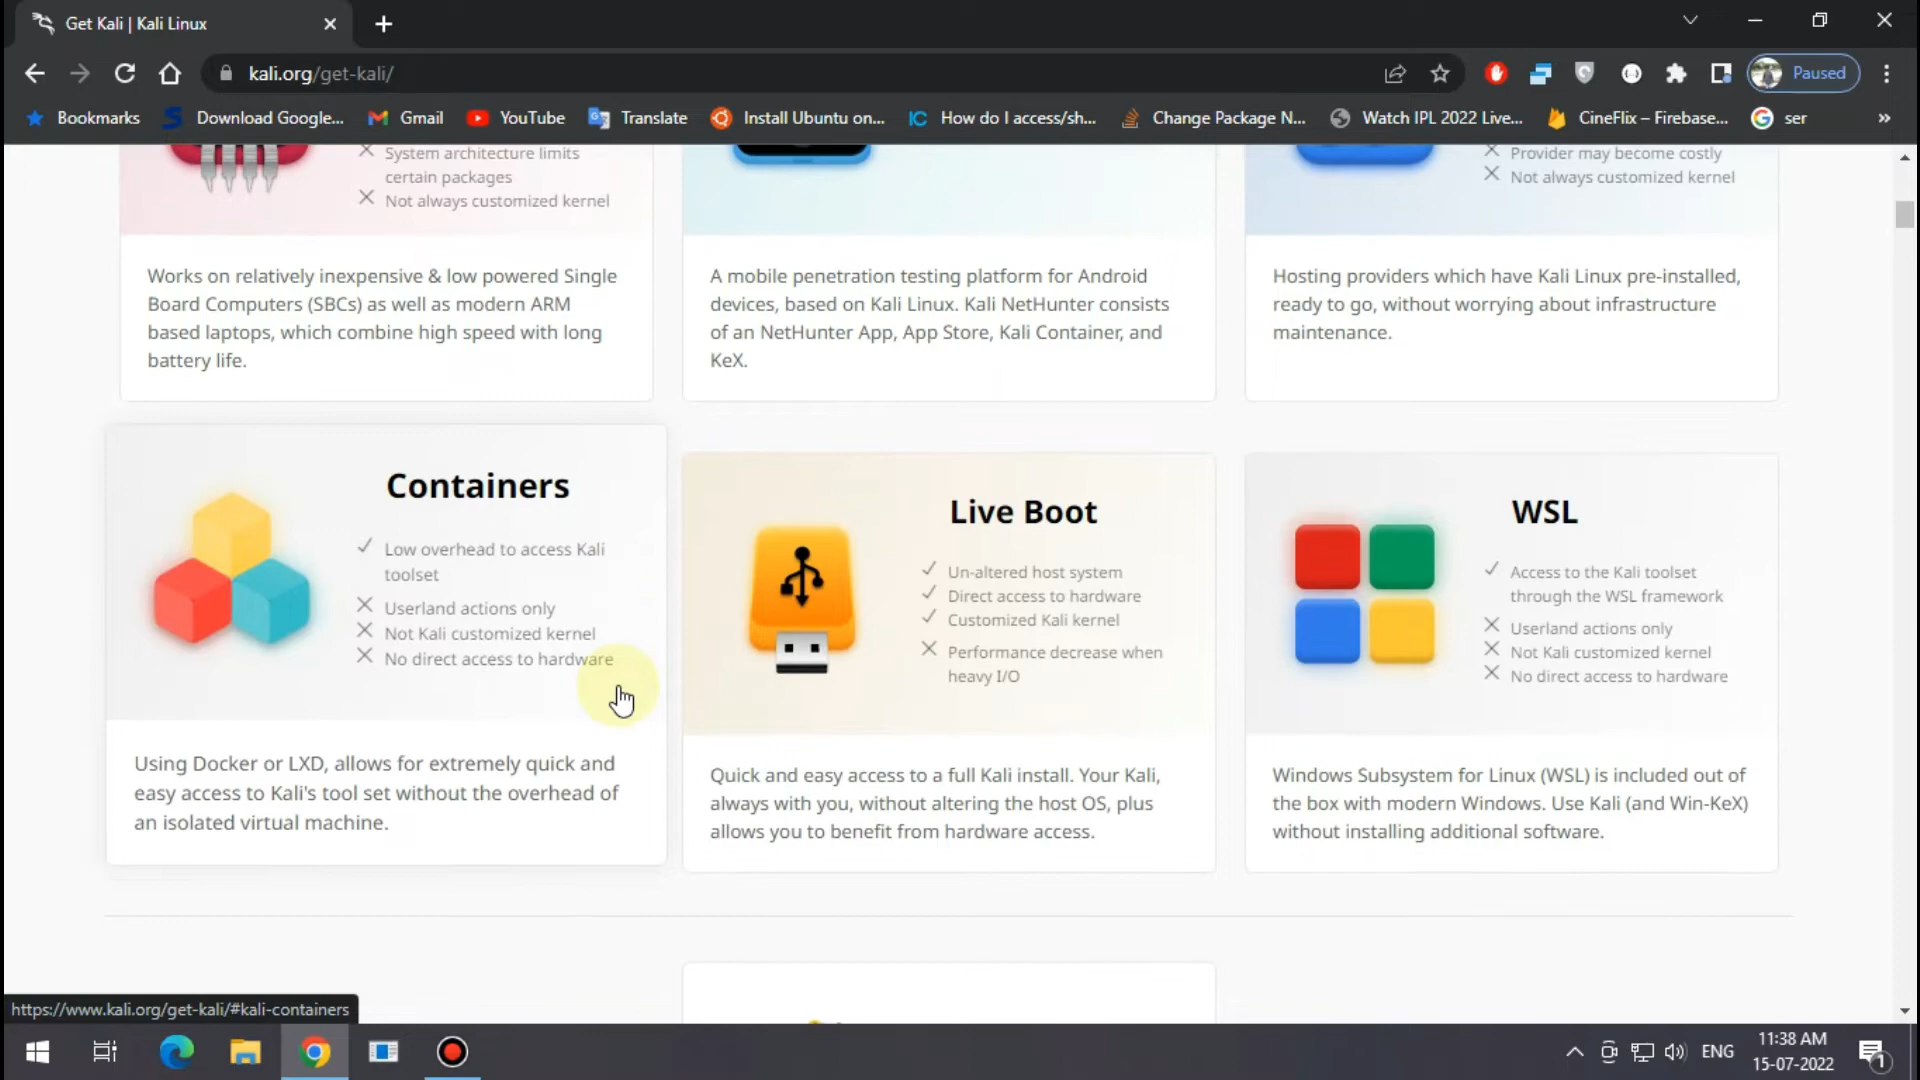 Get Kali | Kali Linux
kali.org/get-kali/
Paused
Bookmarks
Download Google...
Gmail
YouTube
Translate
Install Ubuntu on...
How do I access/sh...
Change Package N...
Watch IPL 2022 Live...
CineFlix – Firebase...
ser
»
System architecture limits
certain packages
Not always customized kernel
Works on relatively inexpensive & low powered Single
Board Computers (SBCs) as well as modern ARM
based laptops, which combine high speed with long
battery life.
A mobile penetration testing platform for Android
devices, based on Kali Linux. Kali NetHunter consists
of an NetHunter App, App Store, Kali Container, and
KeX.
Provider may become costly
Not always customized kernel
Hosting providers which have Kali Linux pre-installed,
ready to go, without worrying about infrastructure
maintenance.
Containers
Low overhead to access Kali
toolset
Userland actions only
Not Kali customized kernel
No direct access to hardware
Using Docker or LXD, allows for extremely quick and
easy access to Kali's tool set without the overhead of
an isolated virtual machine.
Live Boot
Un-altered host system
Direct access to hardware
Customized Kali kernel
Performance decrease when
heavy I/O
Quick and easy access to a full Kali install. Your Kali,
always with you, without altering the host OS, plus
allows you to benefit from hardware access.
WSL
Access to the Kali toolset
through the WSL framework
Userland actions only
Not Kali customized kernel
No direct access to hardware
Windows Subsystem for Linux (WSL) is included out of
the box with modern Windows. Use Kali (and Win-KeX)
without installing additional software.
https://www.kali.org/get-kali/#kali-containers
ENG
11:38 AM
15-07-2022
1